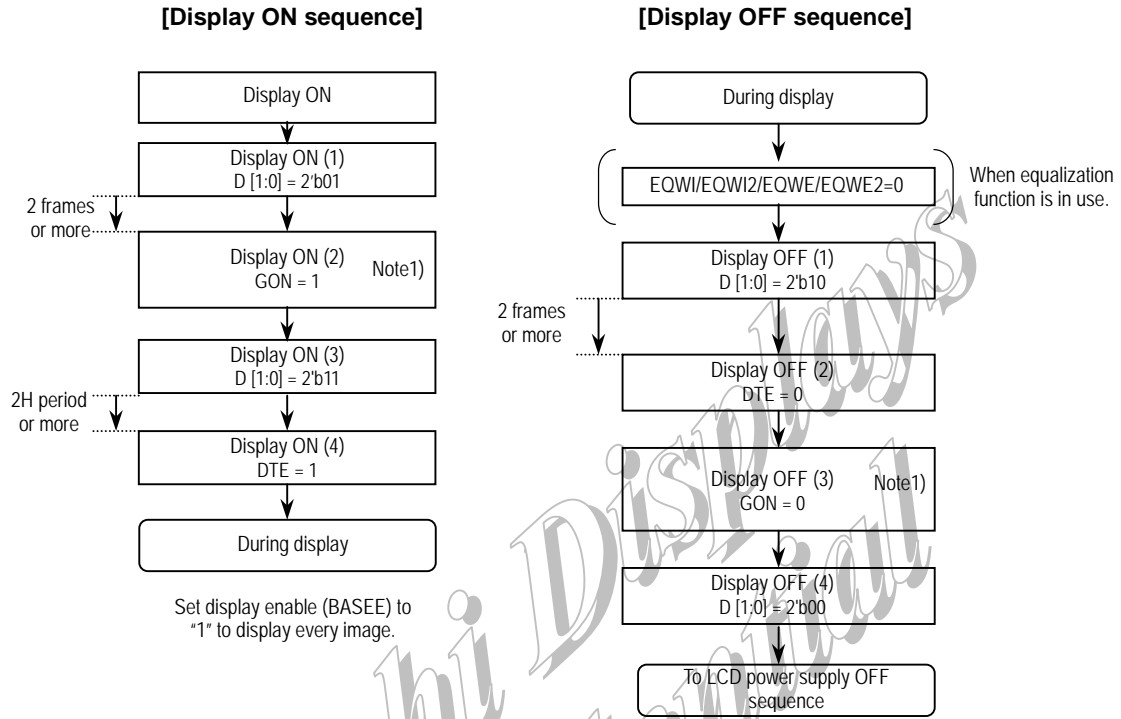 [Display ON sequence]
Display ON
Display ON (1)
D [1:0] = 2'b01
2 frames
or more
Display ON (2)
GON = 1
Note1)
Display ON (3)
D [1:0] = 2'b11
2H period
or more
Display ON (4)
DTE = 1
During display
Set display enable (BASEE) to
"1" to display every image.
[Display OFF sequence]
During display
EQWI/EQWI2/EQWE/EQWE2=0
When equalization
function is in use.
Display OFF (1)
D [1:0] = 2'b10
2 frames
or more
Display OFF (2)
DTE = 0
Display OFF (3)
GON = 0
Note1)
Display OFF (4)
D [1:0] = 2'b00
To LCD power supply OFF
sequence
hi Displays